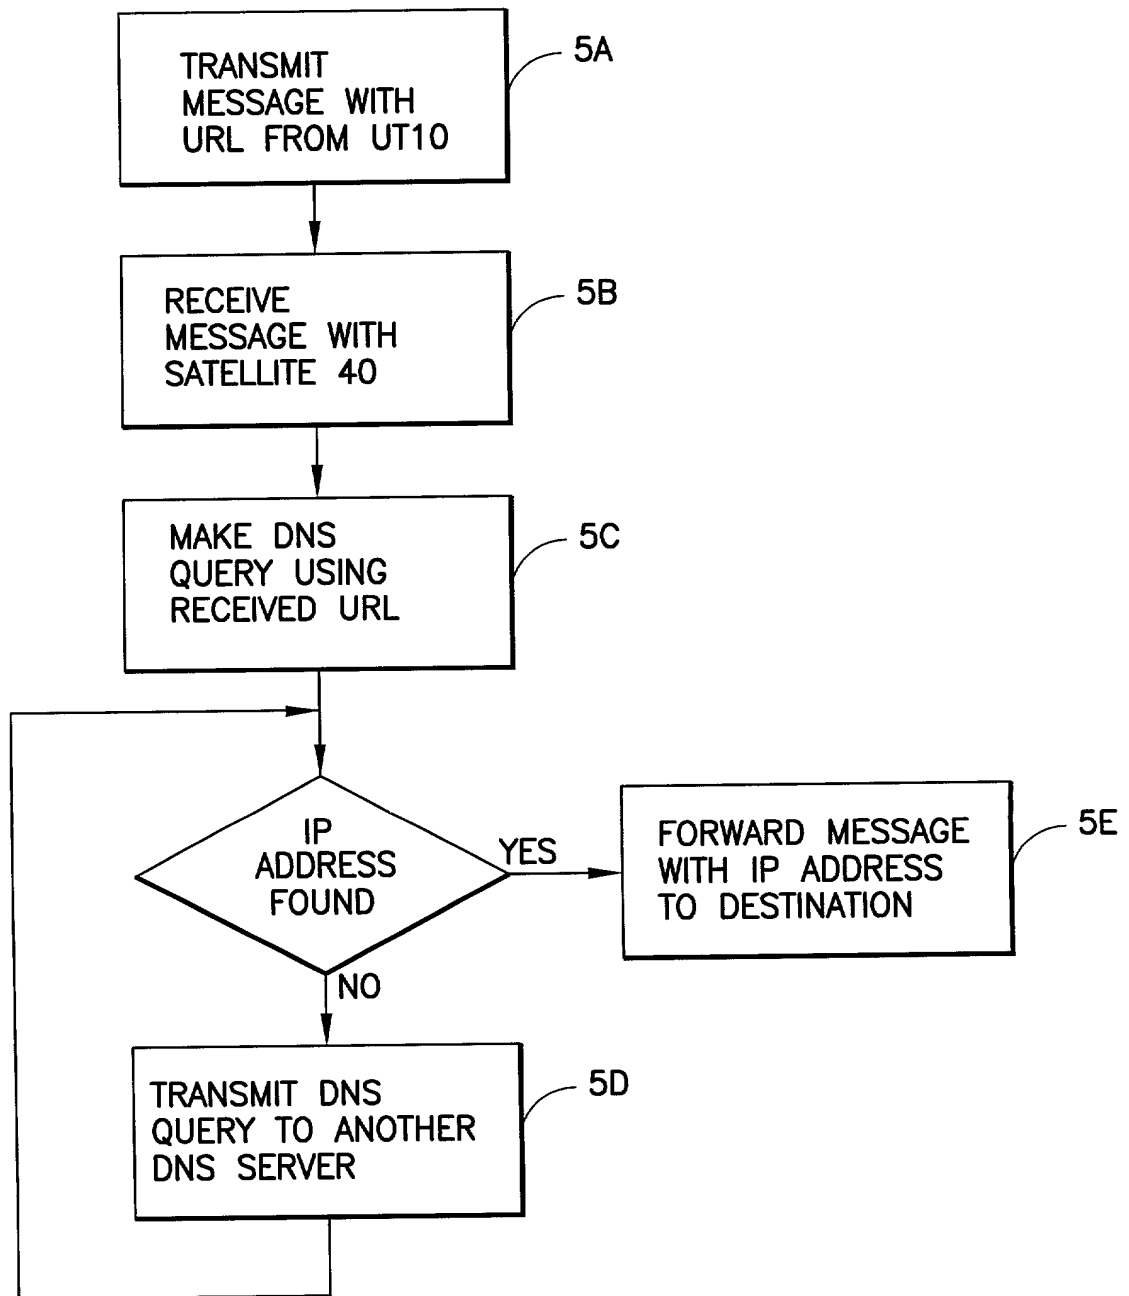 TRANSMIT
MESSAGE WITH
URL FROM UT10
5A
RECEIVE
MESSAGE WITH
SATELLITE 40
5B
MAKE DNS
QUERY USING
RECEIVED URL
5C
IP
ADDRESS
FOUND
YES
FORWARD MESSAGE
WITH IP ADDRESS
TO DESTINATION
5E
NO
TRANSMIT DNS
QUERY TO ANOTHER
DNS SERVER
5D